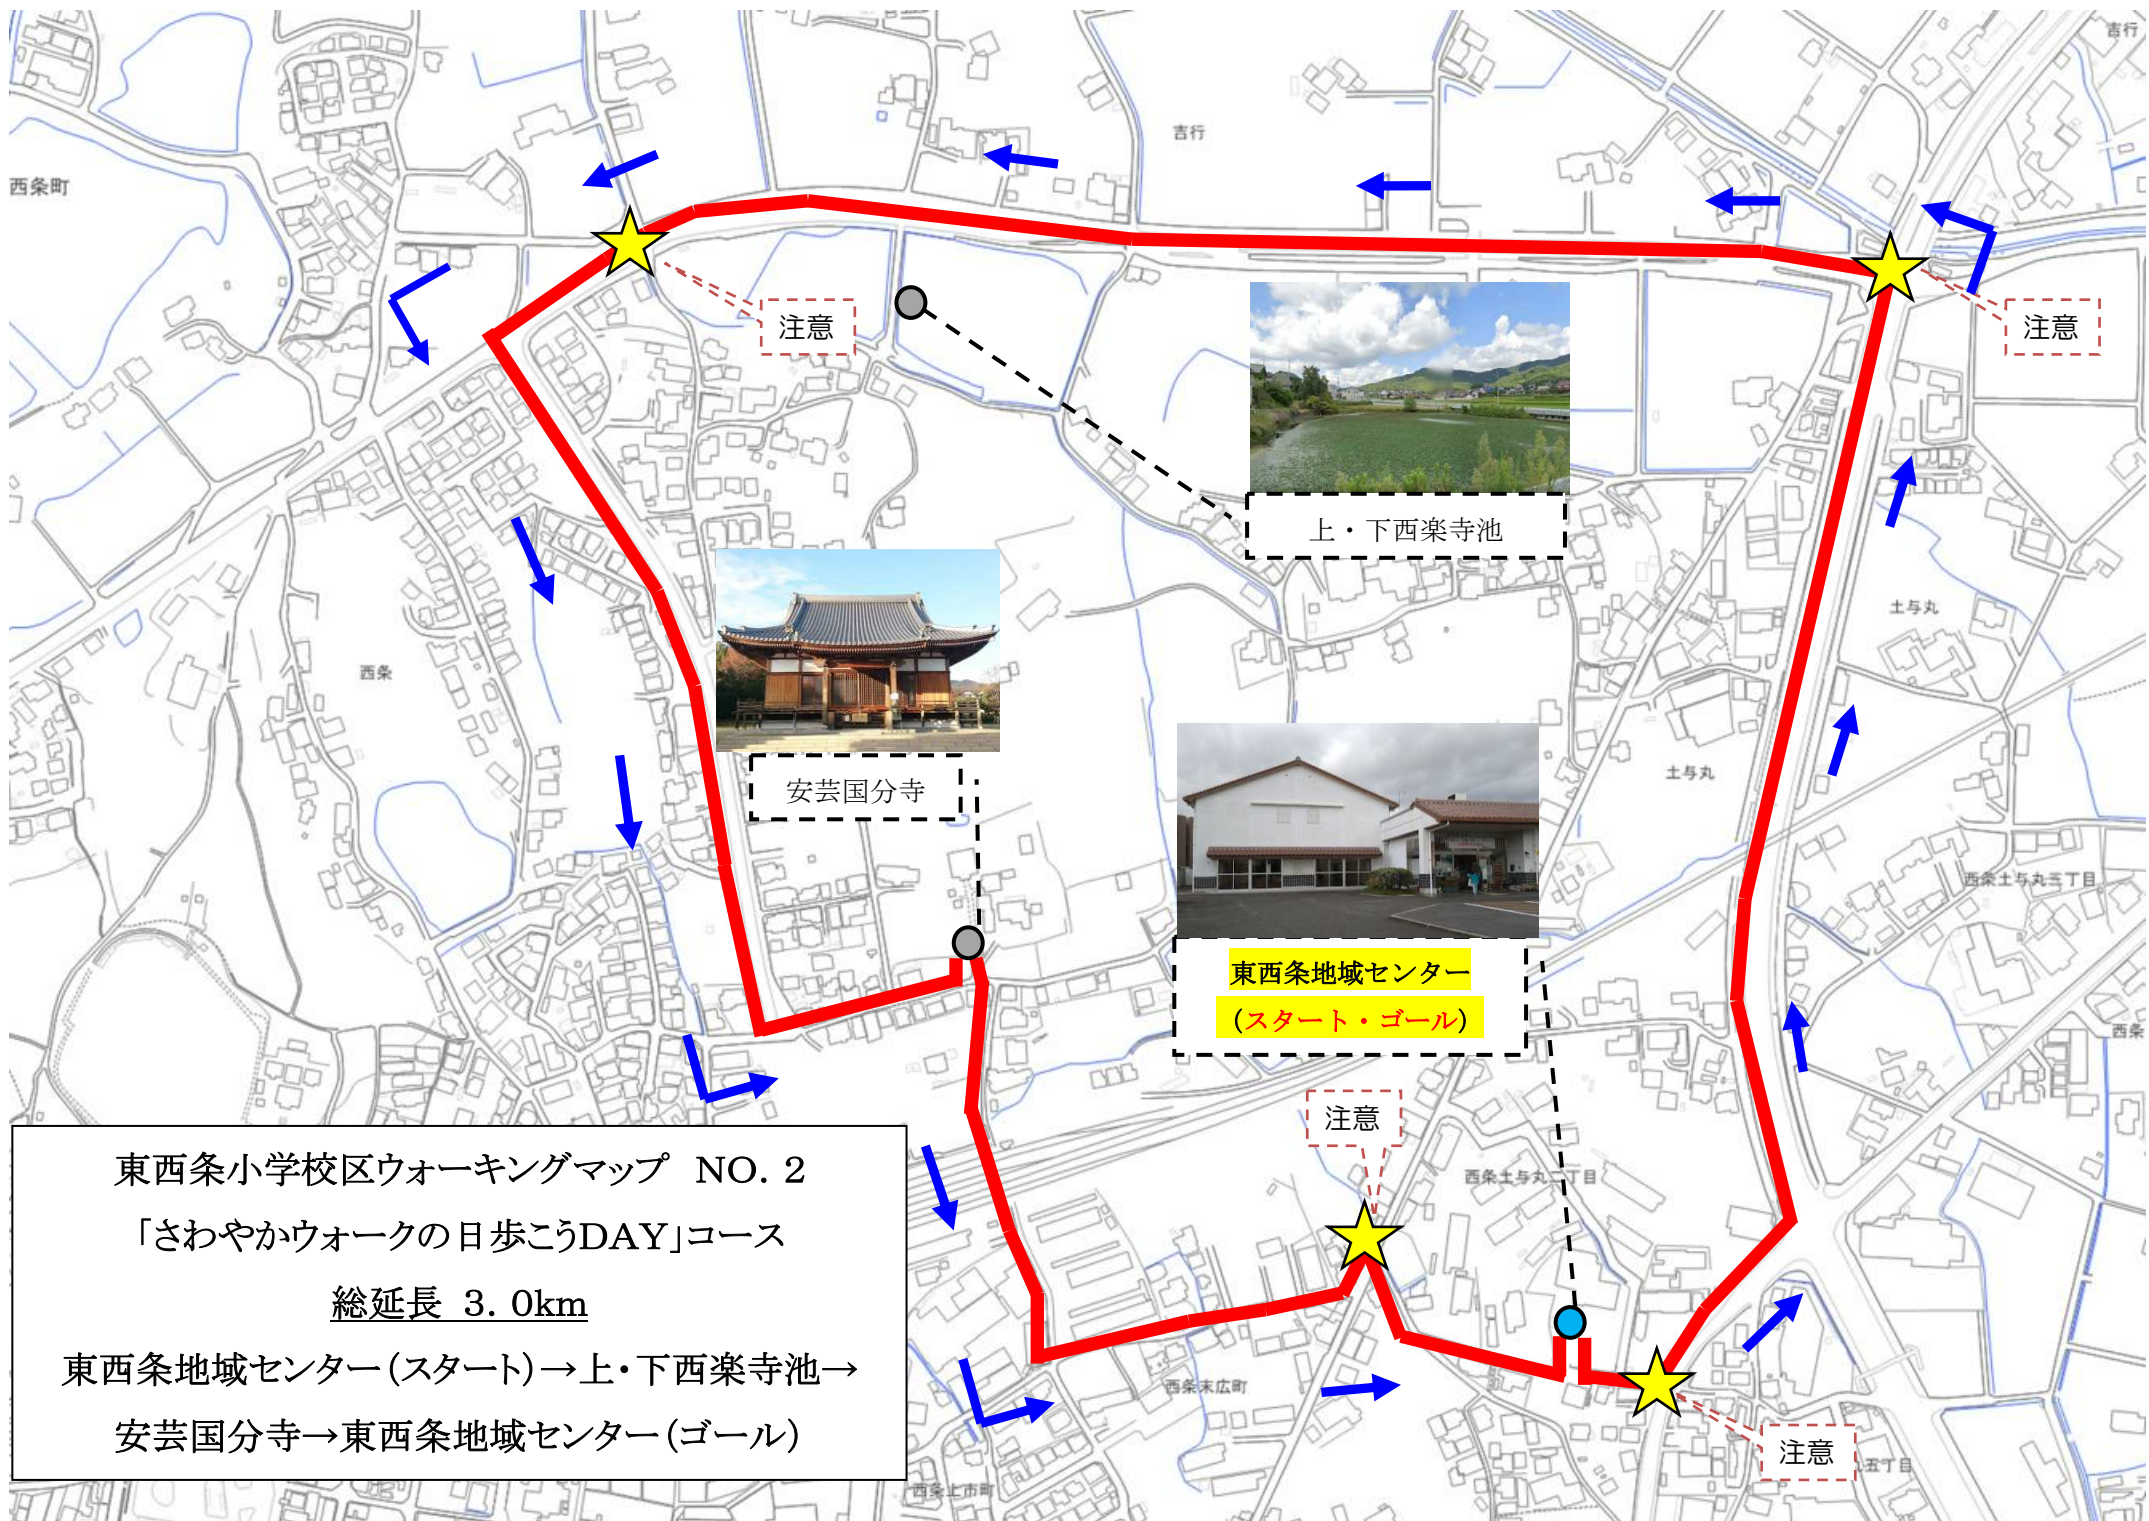 吉行
吉行
西条町
注意
注意
上・下西楽寺池
土与丸
西条
安芸国分寺
土与丸
西条土与丸三丁目
東西条地域センター
（スタート・ゴール）
西条
注意
西条土与丸二丁目
西条末広町
注意
五丁目
西条上市町
東西条小学校区ウォーキングマップ　NO. 2
「さわやかウォークの日歩こうDAY」コース
総延長　3. 0km
東西条地域センター(スタート)→上・下西楽寺池→
安芸国分寺→東西条地域センター(ゴール)